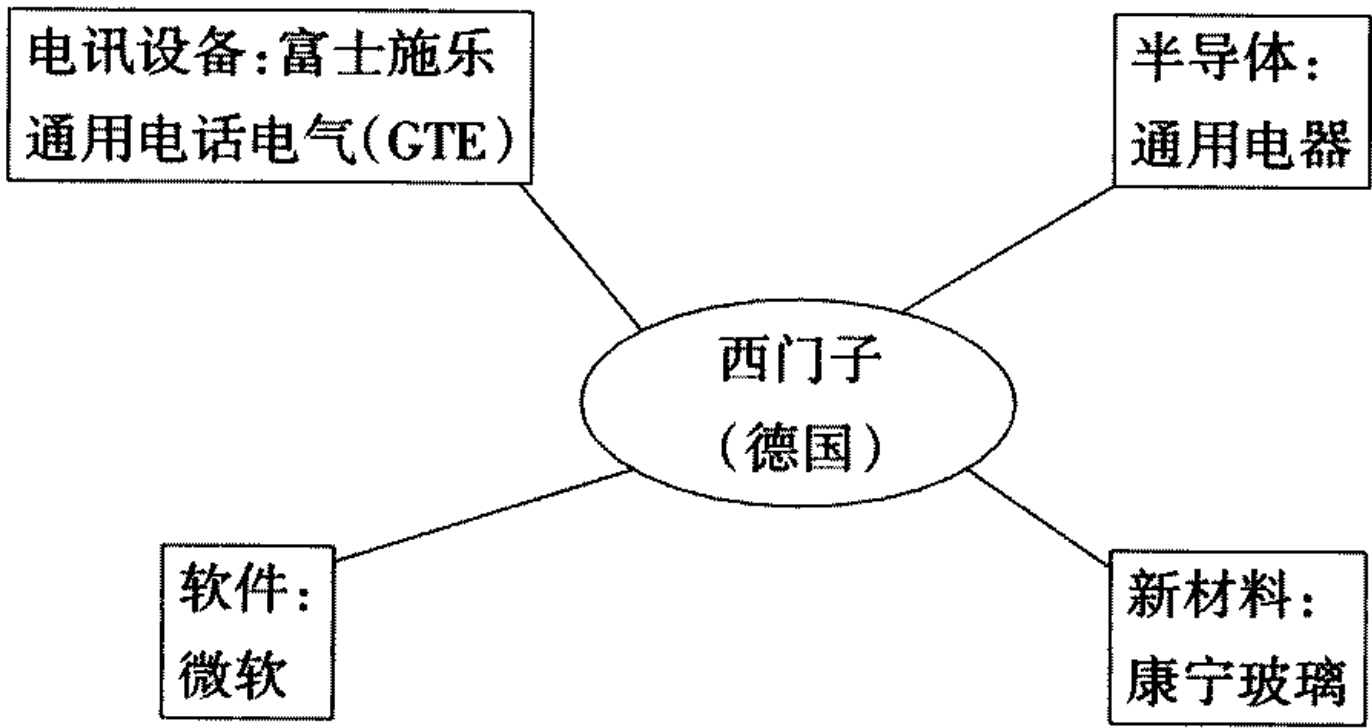 电讯设备:富士施乐
通用电话电气(GTE)
半导体:
通用电器
西门子
(德国)
软件:
微软
新材料:
康宁玻璃